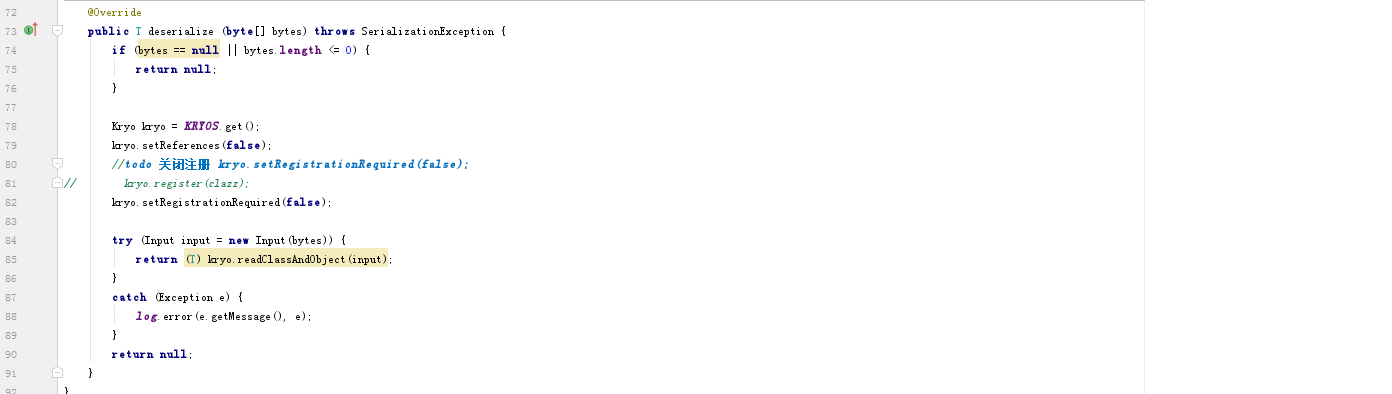 72 @Override
73 public T deserialize (byte[] bytes) throws SerializationException {
74 if (bytes == null || bytes.length <= 0) {
75 return null;
76 }
77
78 Kryo kryo = KRYOS.get();
79 kryo.setReferences(false);
80 //todo 关闭注册 kryo.setRegistrationRequired(false);
81 // kryo.register(clazz);
82 kryo.setRegistrationRequired(false);
83
84 try (Input input = new Input(bytes)) {
85 return (T) kryo.readClassAndObject(input);
86 }
87 catch (Exception e) {
88 log.error(e.getMessage(), e);
89 }
90 return null;
91 }
92 }